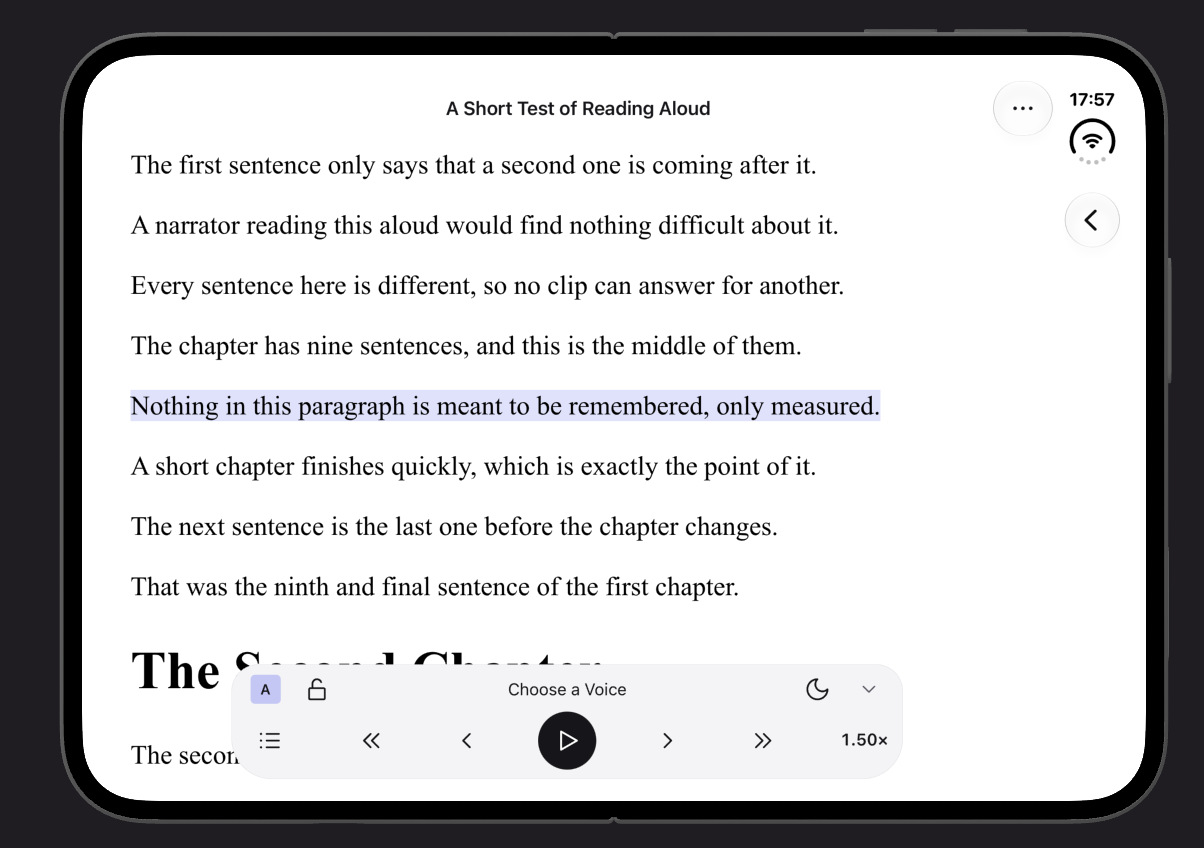 A Short Test of Reading Aloud
17:57
The first sentence only says that a second one is coming after it.
A narrator reading this aloud would find nothing difficult about it.
Every sentence here is different, so no clip can answer for another.
The chapter has nine sentences, and this is the middle of them.
Nothing in this paragraph is meant to be remembered, only measured.
A short chapter finishes quickly, which is exactly the point of it.
The next sentence is the last one before the chapter changes.
That was the ninth and final sentence of the first chapter.
The Second Chapter
The
A
Choose a Voice
1.50×